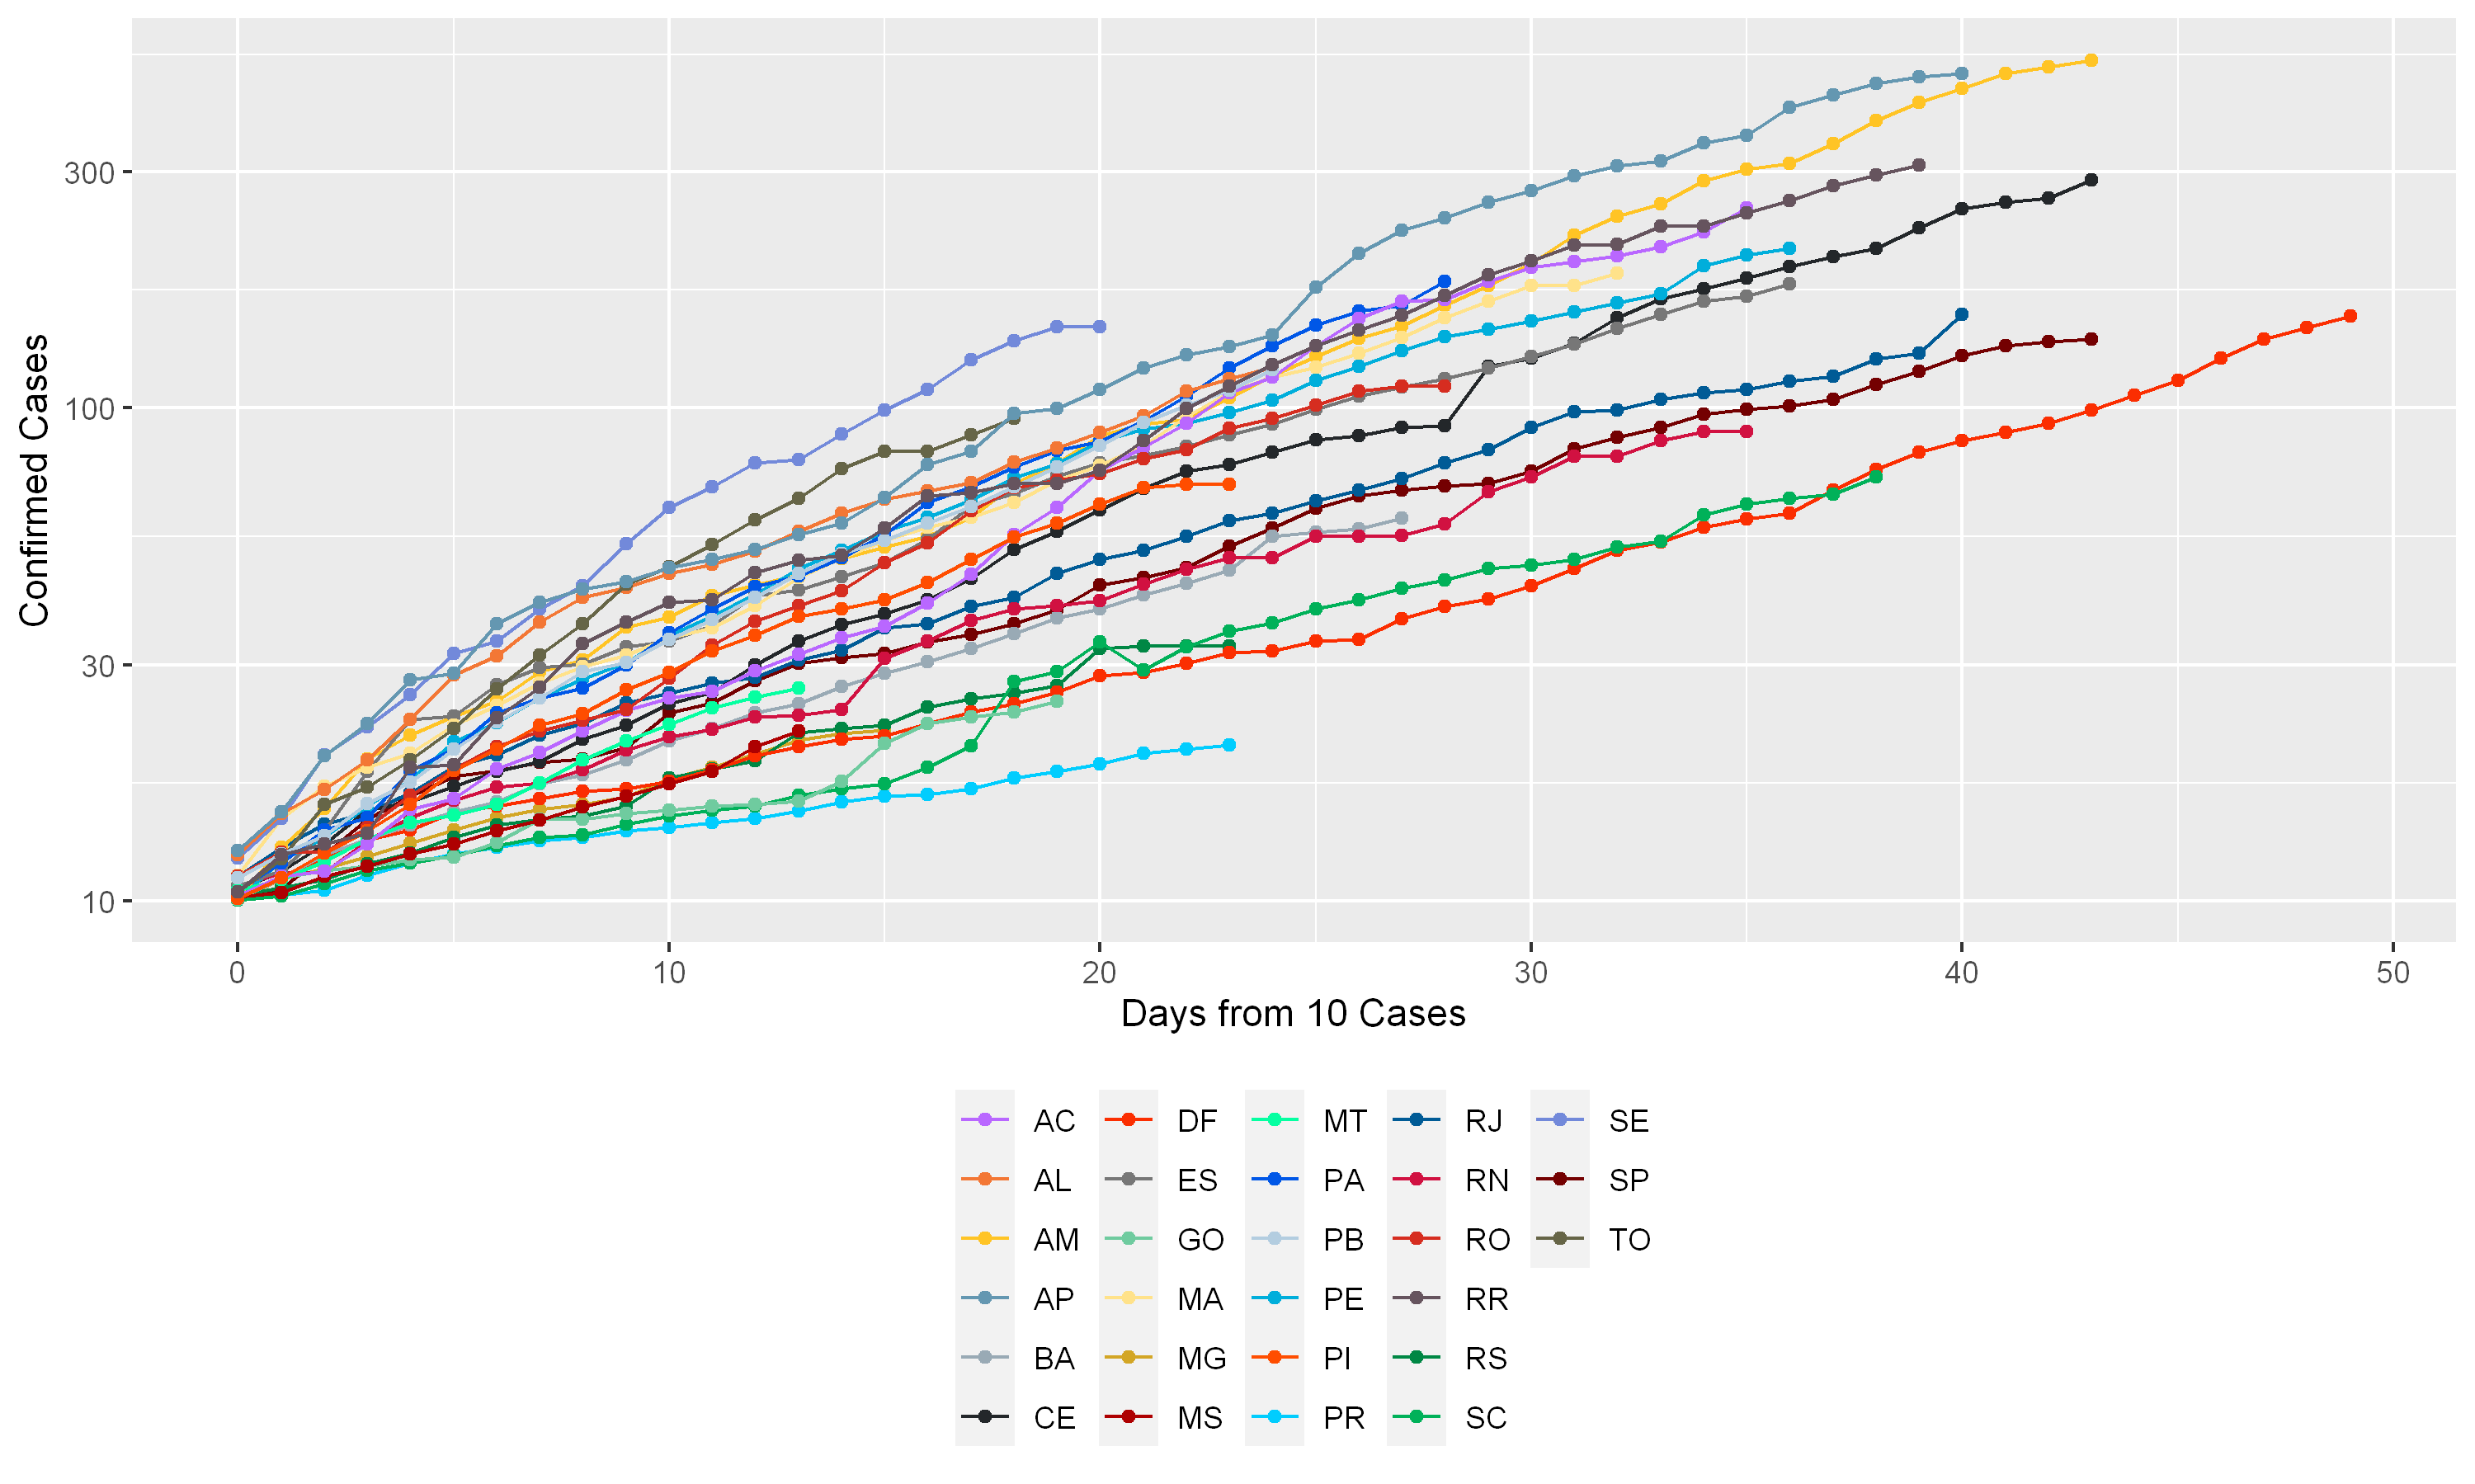 Confirmed Cases
300
100
30
10
0 10 20 30 40 50
Days from 10 Cases
AC DF MT RJ SE
AL ES PA RN SP
AM GO PB RO TO
AP MA PE RR
BA MG PI RS
CE MS PR SC